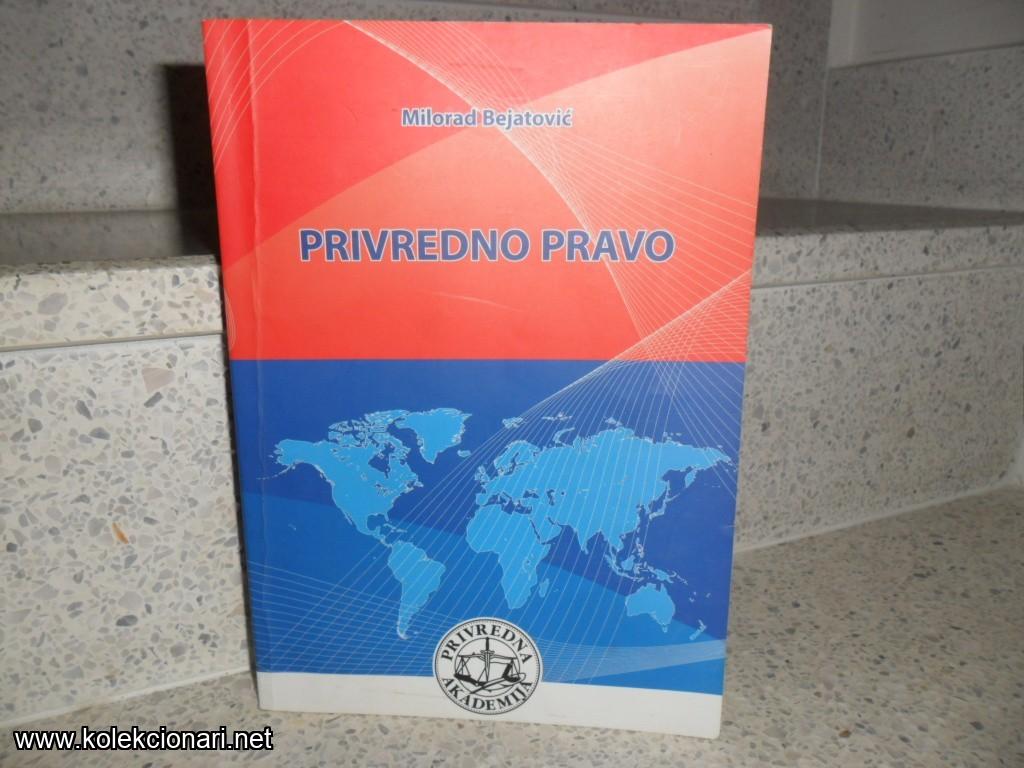 Milorad Bejatović
PRIVREDNO PRAVO
PRIVREDNA
AKADEMIJA
www.kolekcionari.net